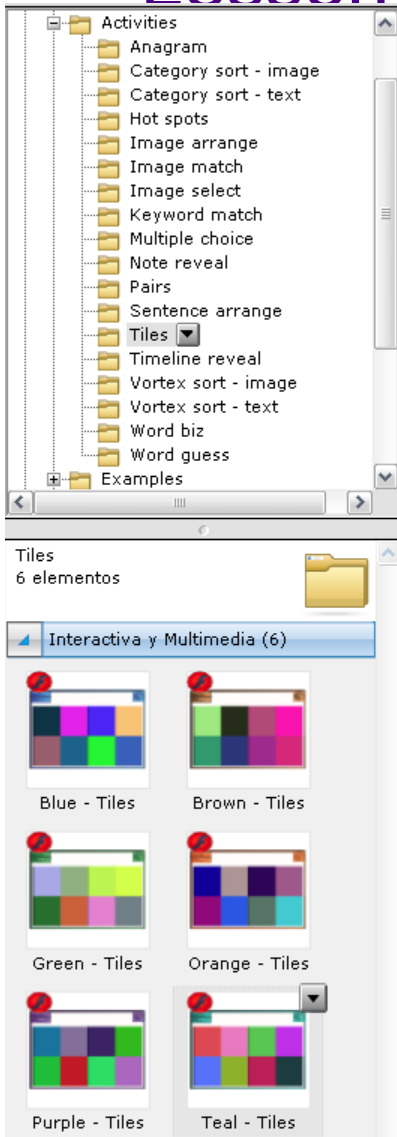 Activities
Anagram
Category sort - image
Category sort - text
Hot spots
Image arrange
Image match
Image select
Keyword match
Multiple choice
Note reveal
Pairs
Sentence arrange
Tiles
Timeline reveal
Vortex sort - image
Vortex sort - text
Word biz
Word guess
Examples
Tiles
6 elementos
Interactiva y Multimedia (6)
Blue - Tiles
Brown - Tiles
Green - Tiles
Orange - Tiles
Purple - Tiles
Teal - Tiles